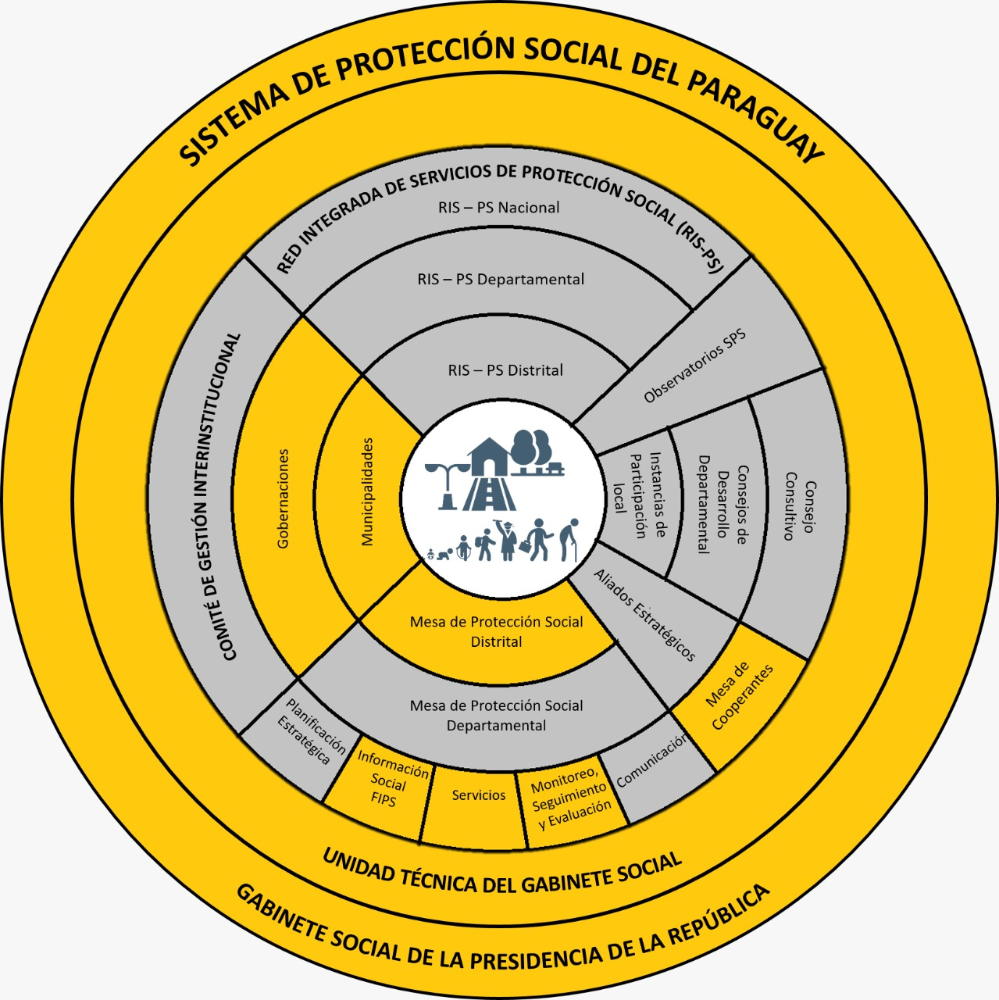 SISTEMA DE PROTECCIÓN SOCIAL DEL PARAGUAY
RED INTEGRADA DE SERVICIOS DE PROTECCIÓN SOCIAL (RIS-PS)
RIS – PS Nacional
RIS – PS Departamental
RIS – PS Distrital
Observatorios SPS
COMITÉ DE GESTIÓN INTERINSTITUCIONAL
Gobernaciones
Municipalidades
Instancias de
Participación
local
Consejos de
Desarrollo
Departamental
Consejo
Consultivo
Aliados Estratégicos
Mesa de
Cooperantes
Mesa de Protección Social
Distrital
Mesa de Protección Social
Departamental
Planificación
Estratégica
Información
Social
FIPS
Servicios
Monitoreo,
Seguimiento
y Evaluación
Comunicación
UNIDAD TÉCNICA DEL GABINETE SOCIAL
GABINETE SOCIAL DE LA PRESIDENCIA DE LA REPÚBLICA